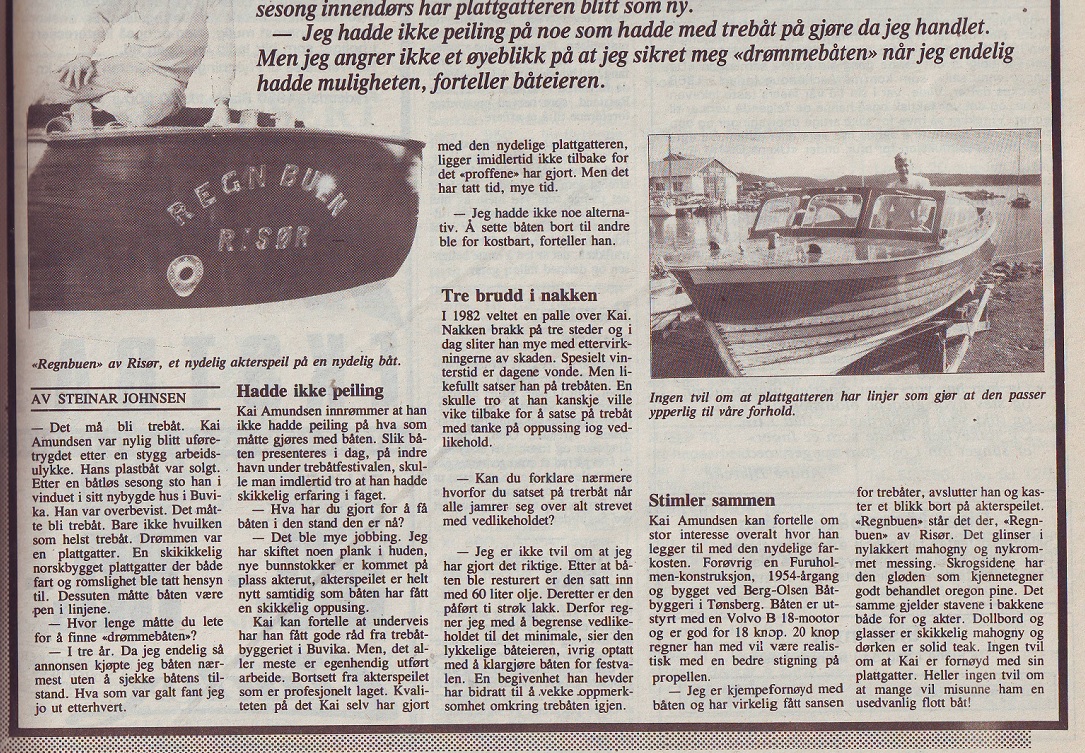 sesong innendørs har plattgatteren blitt som ny.
— Jeg hadde ikke peiling på noe som hadde med trebåt på gjøre da jeg handlet.
Men jeg angrer ikke et øyeblikk på at jeg sikret meg «drømmebåten» når jeg endelig
hadde muligheten, forteller båteieren.
REGNBUEN
RISØR
«Regnbuen» av Risør, et nydelig akterspeil på en nydelig båt.
AV STEINAR JOHNSEN
— Det må bli trebåt. Kai
Amundsen var nylig blitt uføre-
trygdet etter en stygg arbeids-
ulykke. Hans plastbåt var solgt.
Etter en båtløs sesong sto han i
vinduet i sitt nybygde hus i Buvi-
ka. Han var overbevist. Det måt-
te bli trebåt. Bare ikke hvuilken
som helst trebåt. Drømmen var
en plattgatter. En skikikkelig
norskbygget plattgatter der både
fart og romslighet ble tatt hensyn
til. Dessuten måtte båten være
pen i linjene.
— Hvor lenge måtte du lete
for å finne «drømmebåten»?
— I tre år. Da jeg endelig så
annonsen kjøpte jeg båten nær-
mest uten å sjekke båtens til-
stand. Hva som var galt fant jeg
jo ut etterhvert.
Hadde ikke peiling
Kai Amundsen innrømmer at han
ikke hadde peiling på hva som
måtte gjøres med båten. Slik bå-
ten presenteres i dag, på indre
havn under trebåtfestivalen, skul-
le man imdlertid tro at han hadde
skikkelig erfaring i faget.
— Hva har du gjort for å få
båten i den stand den er nå?
— Det ble mye jobbing. Jeg
har skiftet noen plank i huden,
nye bunnstokker er kommet på
plass akterut, akterspeilet er helt
nytt samtidig som båten har fått
en skikkelig oppusing.
Kai kan fortelle at underveis
har han fått gode råd fra trebåt-
byggeriet i Buvika. Men, det al-
ler meste er egenhendig utført
arbeide. Bortsett fra akterspeilet
som er profesjonelt laget. Kvali-
teten på det Kai selv har gjort
med den nydelige plattgatteren,
ligger imidlertid ikke tilbake for
det «proffene» har gjort. Men det
har tatt tid, mye tid.
— Jeg hadde ikke noe alterna-
tiv. Å sette båten bort til andre
ble for kostbart, forteller han.
Tre brudd i nakken
I 1982 veltet en palle over Kai.
Nakken brakk på tre steder og i
dag sliter han mye med ettervirk-
ningerne av skaden. Spesielt vin-
terstid er dagene vonde. Men li-
kefullt satser han på trebåten. En
skulle tro at han kanskje ville
vike tilbake for å satse på trebåt
med tanke på oppussing iog ved-
likehold.
— Kan du forklare nærmere
hvorfor du satset på trerbåt når
alle jamrer seg over alt strevet
med vedlikeholdet?
— Jeg er ikke tvil om at jeg
har gjort det riktige. Etter at bå-
ten ble resturert er den satt inn
med 60 liter olje. Deretter er den
påført ti strøk lakk. Derfor reg-
ner jeg med å begrense vedlike-
holdet til det minimale, sier den
lykkelige båteieren, ivrig optatt
med å klargjøre båten for festva-
len. En begivenhet han hevder
har bidratt til å vekke oppmerk-
somhet omkring trebåten igjen.
Ingen tvil om at plattgatteren har linjer som gjør at den passer
ypperlig til våre forhold.
Stimler sammen
Kai Amundsen kan fortelle om
stor interesse overalt hvor han
legger til med den nydelige far-
kosten. Forøvrig en Furuhol-
men-konstruksjon, 1954-årgang
og bygget ved Berg-Olsen Båt-
byggeri i Tønsberg. Båten er ut-
styrt med en Volvo B 18-mootor
og er god for 18 knop. 20 knop
regner han med vil være realis-
tisk med en bedre stigning på
propellen.
— Jeg er kjempefornøyd med
båten og har virkelig fått sansen
for trebåter, avslutter han og kas-
ter et blikk bort på akterspeilet.
«Regnbuen» står det der, «Regn-
buen» av Risør. Det glinser i
nylakkert mahogny og nykrom-
met messing. Skrogsidene har
den gløden som kjennetegner
godt behandlet oregon pine. Det
samme gjelder stavene i bakkene
både for og akter. Dollbord og
glasser er skikkelig mahogny og
dørken er solid teak. Ingen tvil
om at Kai er fornøyd med sin
plattgatter. Heller ingen tvil om
at mange vil misunne ham en
usedvanlig flott båt!